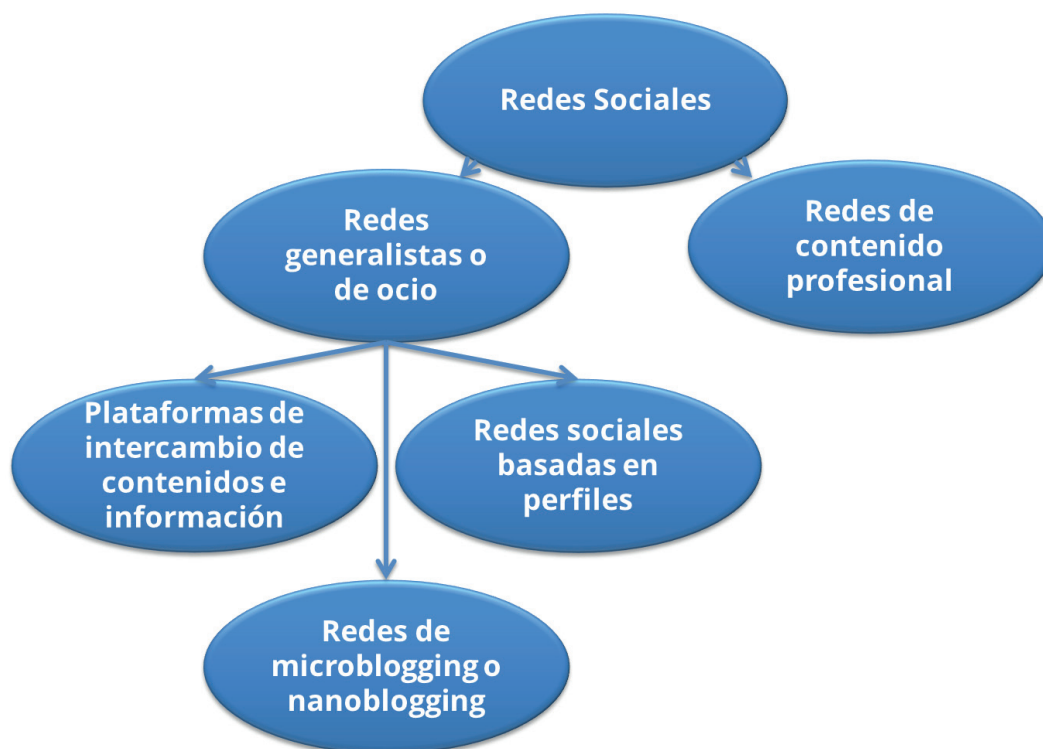 Redes Sociales
Redes
generalistas o
de ocio
Redes de
contenido
profesional
Plataformas de
intercambio de
contenidos e
información
Redes sociales
basadas en
perfiles
Redes de
microblogging o
nanoblogging